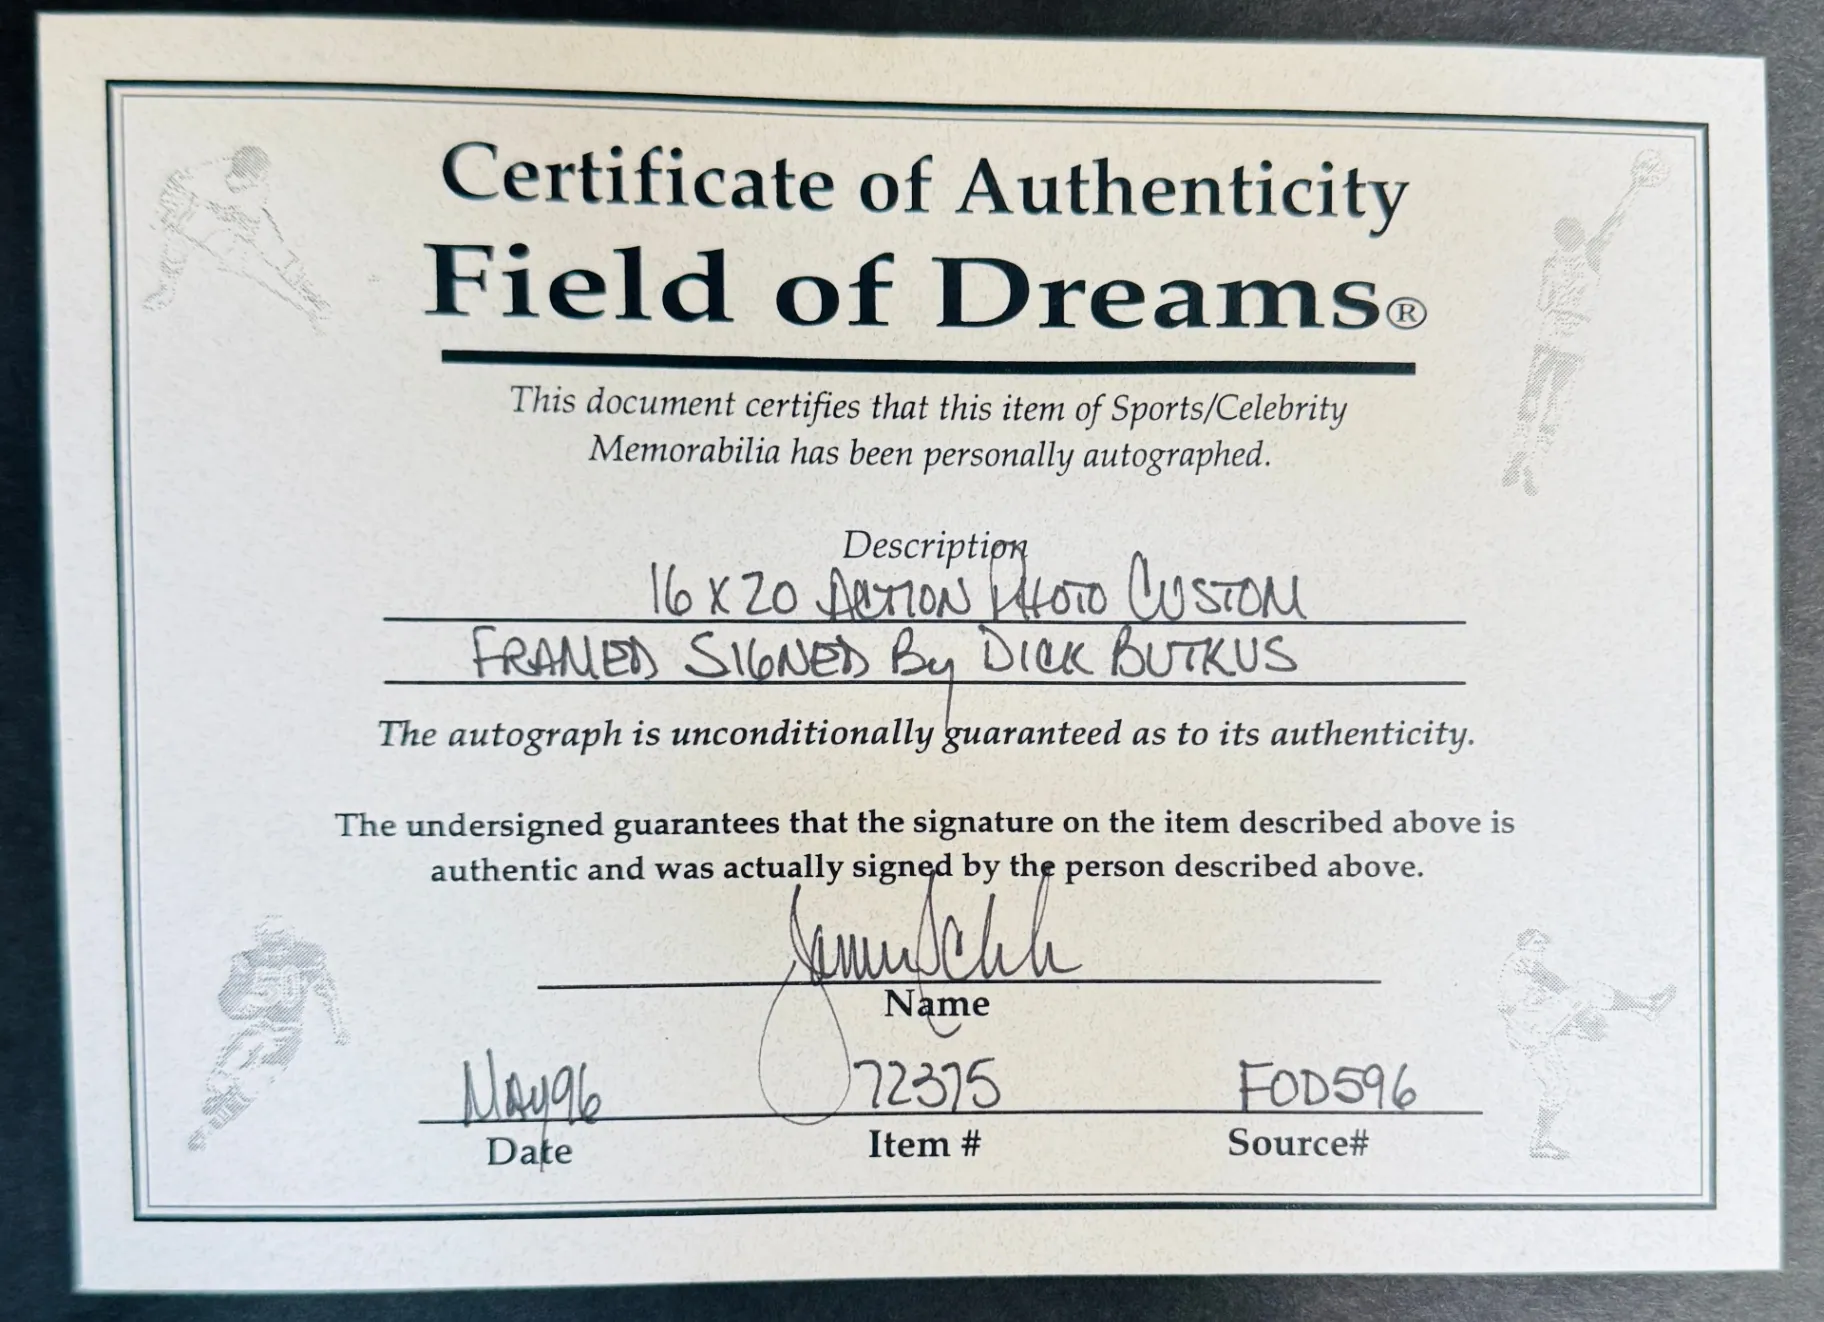 Certificate of Authenticity
Field of Dreams®
This document certifies that this item of Sports/Celebrity
Memorabilia has been personally autographed.
Description
16 X 20 ACTION PHOTO CUSTOM
FRAMED SIGNED By DICK BUTKUS
The autograph is unconditionally guaranteed as to its authenticity.
The undersigned guarantees that the signature on the item described above is
authentic and was actually signed by the person described above.
Name
May 96 72375 FOD596
Date Item # Source#